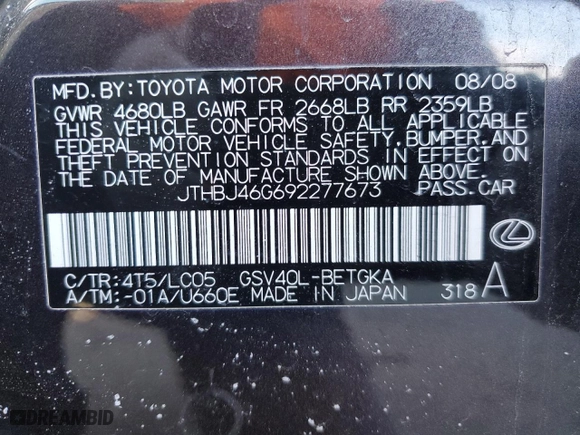 MFD.BY:TOYOTA MOTOR CORPORATION 08/08
GVWR 4680LB GAWR FR 2668LB RR 2359LB
THIS VEHICLE CONFORMS TO ALL APPLICABLE
FEDERAL MOTOR VEHICLE SAFETY,BUMPER,AND
THEFT PREVENTION STANDARDS IN EFFECT ON
THE DATE OF MANUFACTURE SHOWN ABOVE.
JTHBJ46G692277673 PASS.CAR
C/TR:4T5/LC05 GSV40L-BETGKA
A/TM:-01A/U660E MADE IN JAPAN 318 A
DREAMBID